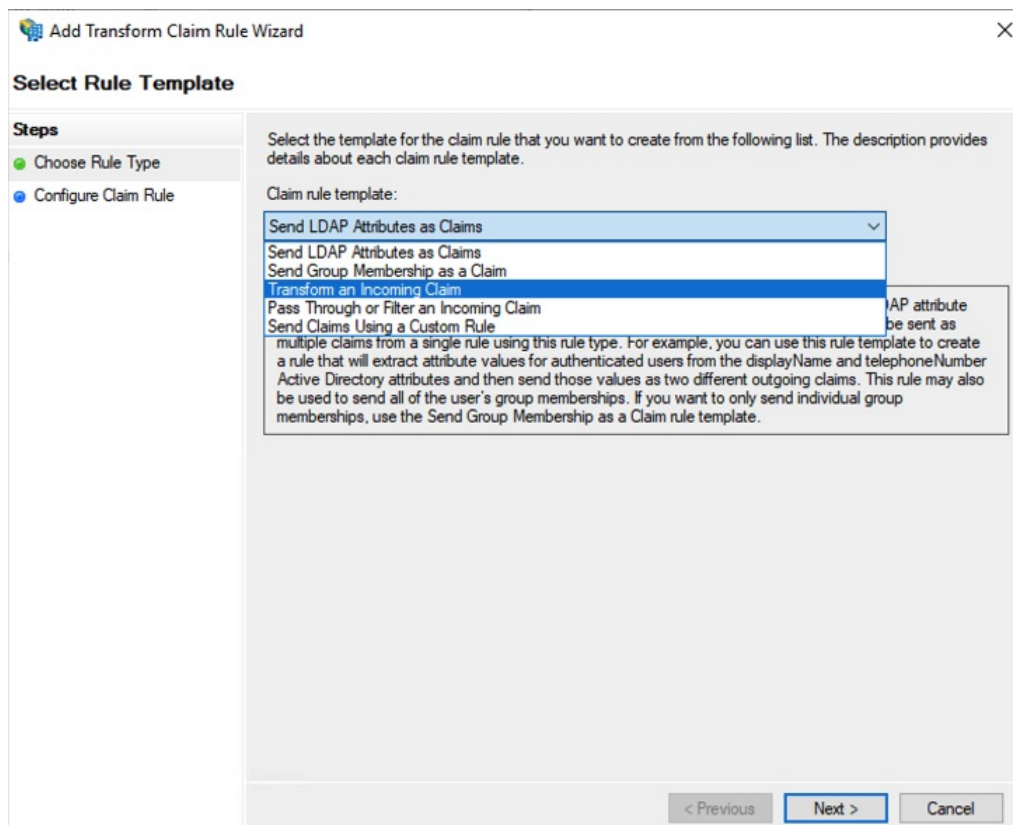 Add Transform Claim Rule Wizard
Select Rule Template
Steps
Choose Rule Type
Configure Claim Rule
Select the template for the claim rule that you want to create from the following list. The description provides
details about each claim rule template.
Claim rule template:
Send LDAP Attributes as Claims
Send LDAP Attributes as Claims
Send Group Membership as a Claim
Transform an Incoming Claim
Pass Through or Filter an Incoming Claim
Send Claims Using a Custom Rule
AP attribute
be sent as
multiple claims from a single rule using this rule type. For example, you can use this rule template to create
a rule that will extract attribute values for authenticated users from the displayName and telephoneNumber
Active Directory attributes and then send those values as two different outgoing claims. This rule may also
be used to send all of the user's group memberships. If you want to only send individual group
memberships, use the Send Group Membership as a Claim rule template.
< Previous
Next >
Cancel